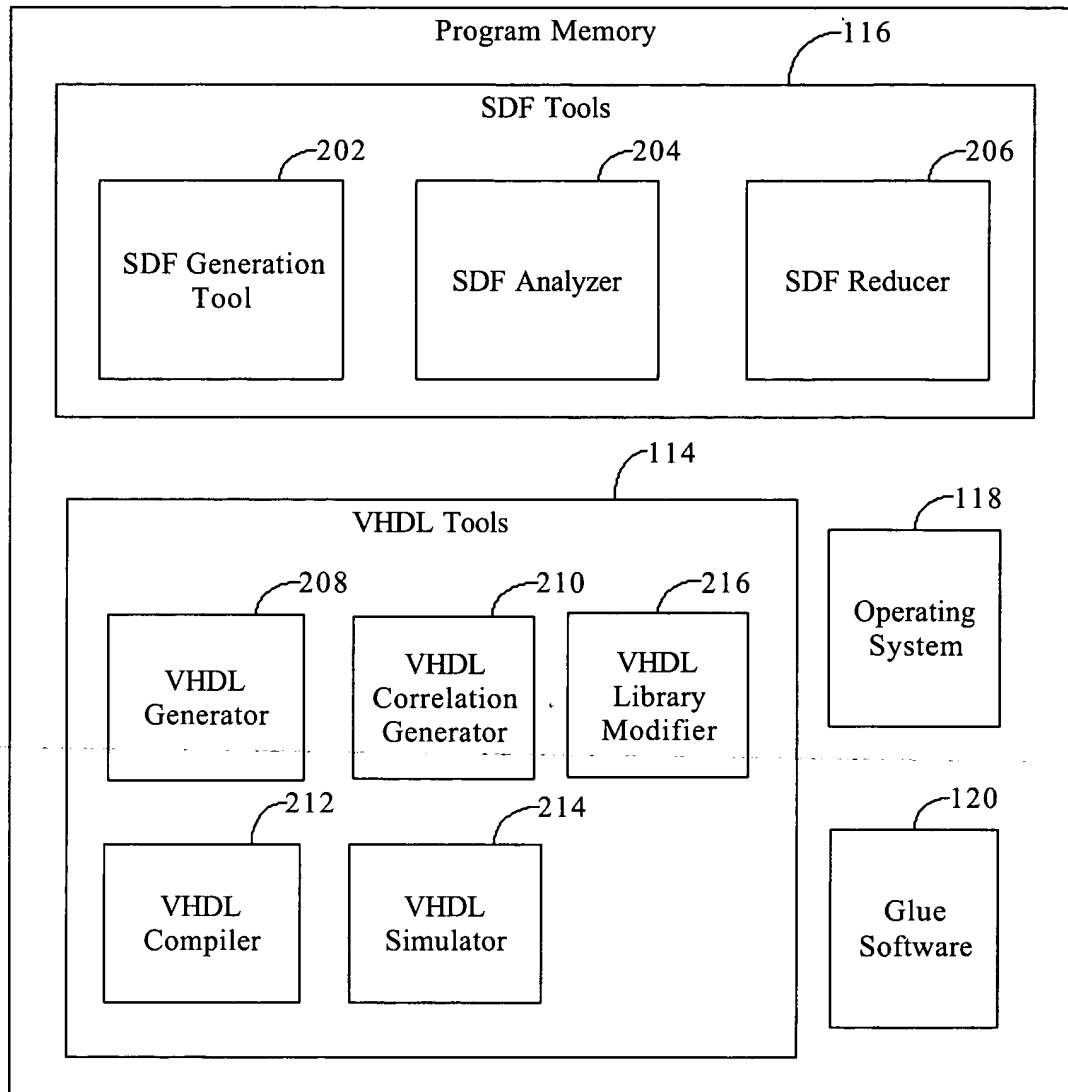 Program Memory
116
SDF Tools
202
204
206
SDF Generation
Tool
SDF Analyzer
SDF Reducer
114
VHDL Tools
118
208
210
216
Operating
System
VHDL
Generator
VHDL
Correlation
Generator
VHDL
Library
Modifier
212
214
120
VHDL
Compiler
VHDL
Simulator
Glue
Software